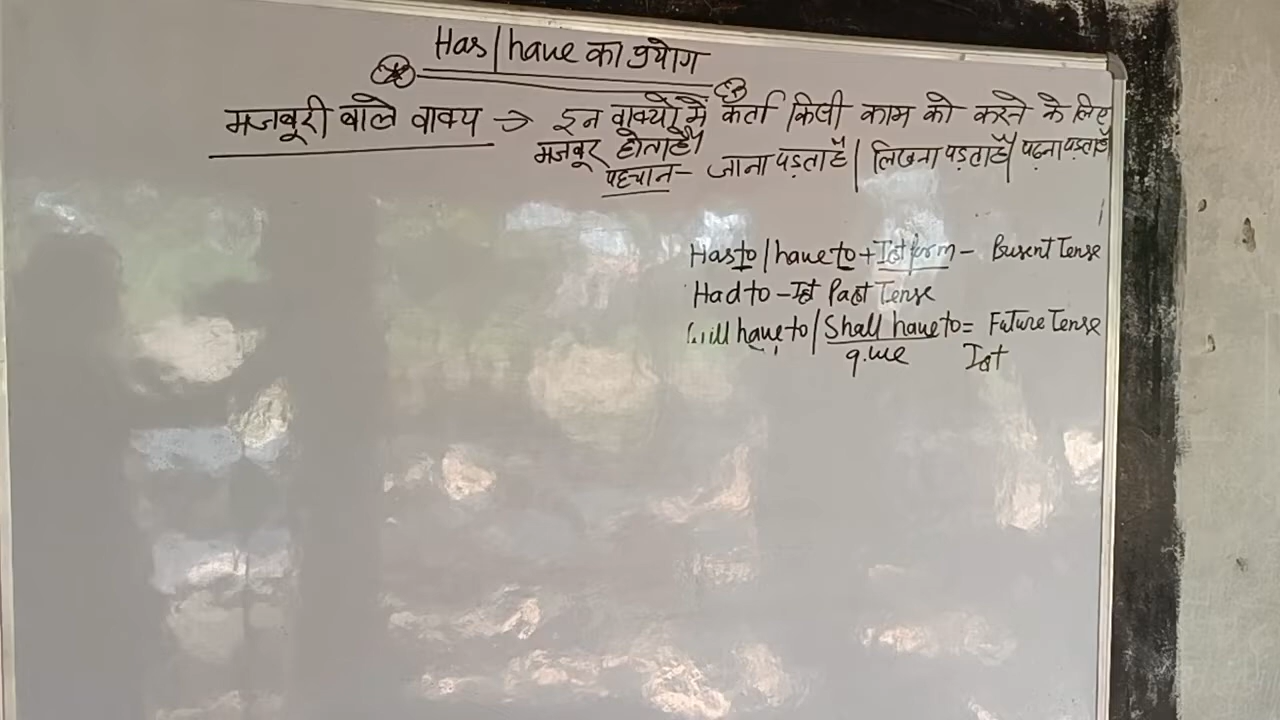 Has/have का प्रयोग
मजबूरी वाले वाक्य → इन वाक्यों में कर्ता किसी काम को करने के लिए
मजबूर होता है।
पहचान - जाना पड़ता है / लिखना पड़ता है / पढ़ना पड़ता है
Has to / have to + Ist form - Present Tense
Had to - Ist Past Tense
Will have to / Shall have to = Future Tense
Ist